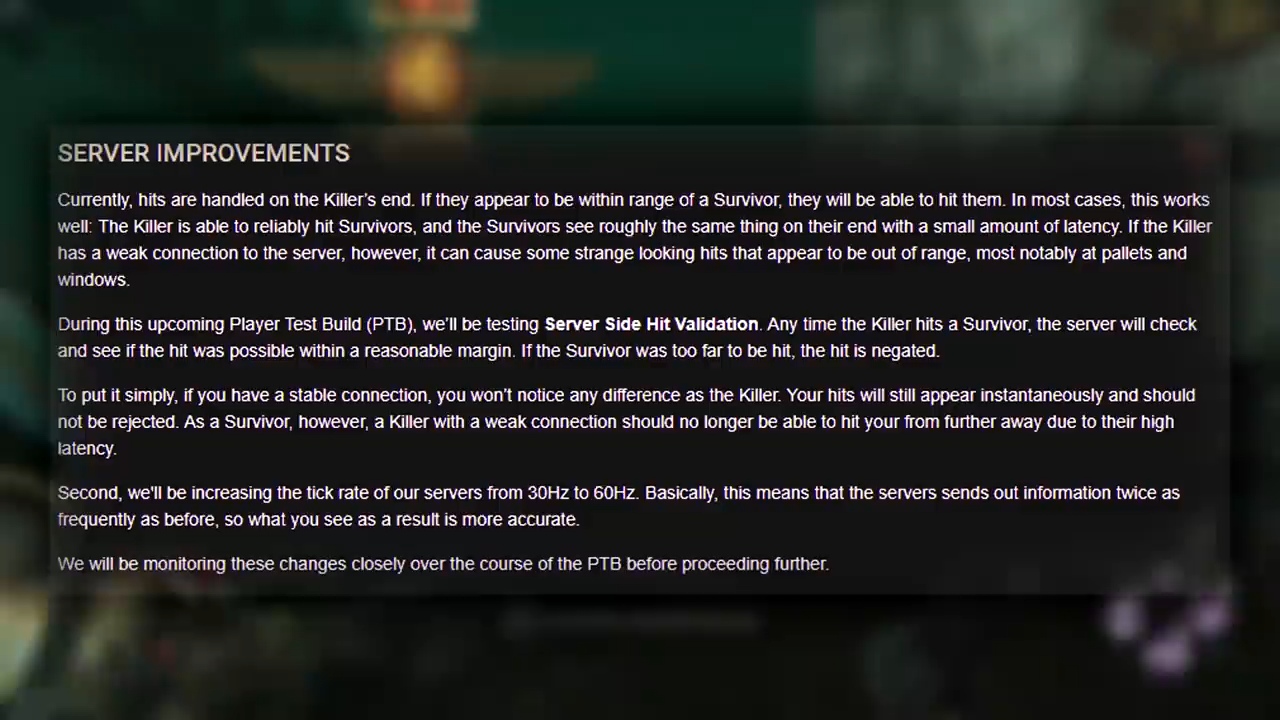 SERVER IMPROVEMENTS
Currently, hits are handled on the Killer's end. If they appear to be within range of a Survivor, they will be able to hit them. In most cases, this works
well: The Killer is able to reliably hit Survivors, and the Survivors see roughly the same thing on their end with a small amount of latency. If the Killer
has a weak connection to the server, however, it can cause some strange looking hits that appear to be out of range, most notably at pallets and
windows.
During this upcoming Player Test Build (PTB), we'll be testing Server Side Hit Validation. Any time the Killer hits a Survivor, the server will check
and see if the hit was possible within a reasonable margin. If the Survivor was too far to be hit, the hit is negated.
To put it simply, if you have a stable connection, you won't notice any difference as the Killer. Your hits will still appear instantaneously and should
not be rejected. As a Survivor, however, a Killer with a weak connection should no longer be able to hit your from further away due to their high
latency.
Second, we'll be increasing the tick rate of our servers from 30Hz to 60Hz. Basically, this means that the servers sends out information twice as
frequently as before, so what you see as a result is more accurate.
We will be monitoring these changes closely over the course of the PTB before proceeding further.